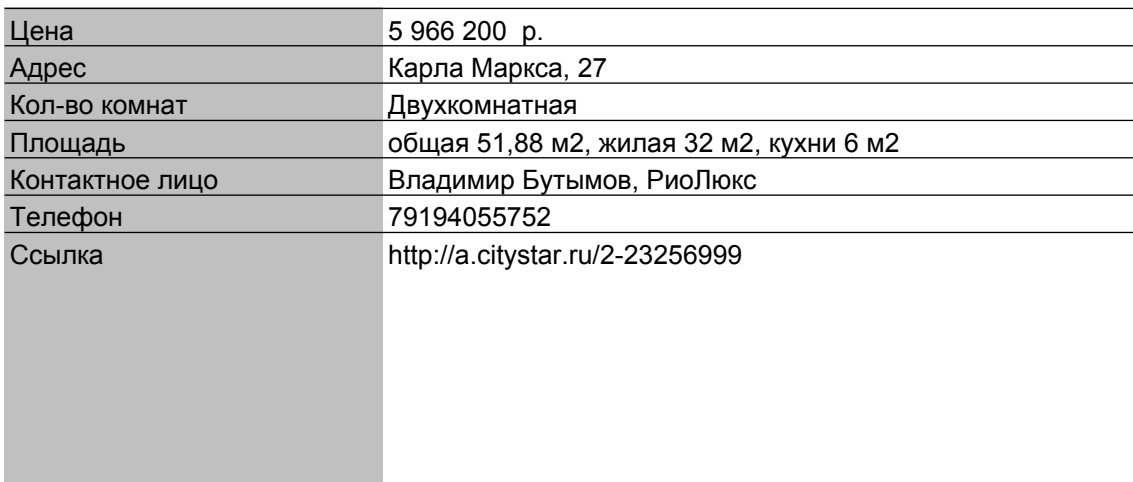 Цена 5 966 200 р.
Адрес Карла Маркса, 27
Кол-во комнат Двухкомнатная
Площадь общая 51,88 м2, жилая 32 м2, кухни 6 м2
Контактное лицо Владимир Бутымов, РиоЛюкс
Телефон 79194055752
Ссылка http://a.citystar.ru/2-23256999